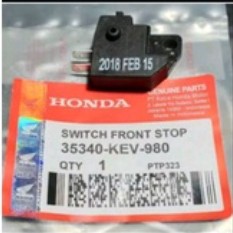 2018 FEB 15
GENUINE PARTS
HONDA
SWITCH FRONT STOP
35340-KEV-980
QTY 1 PTP323